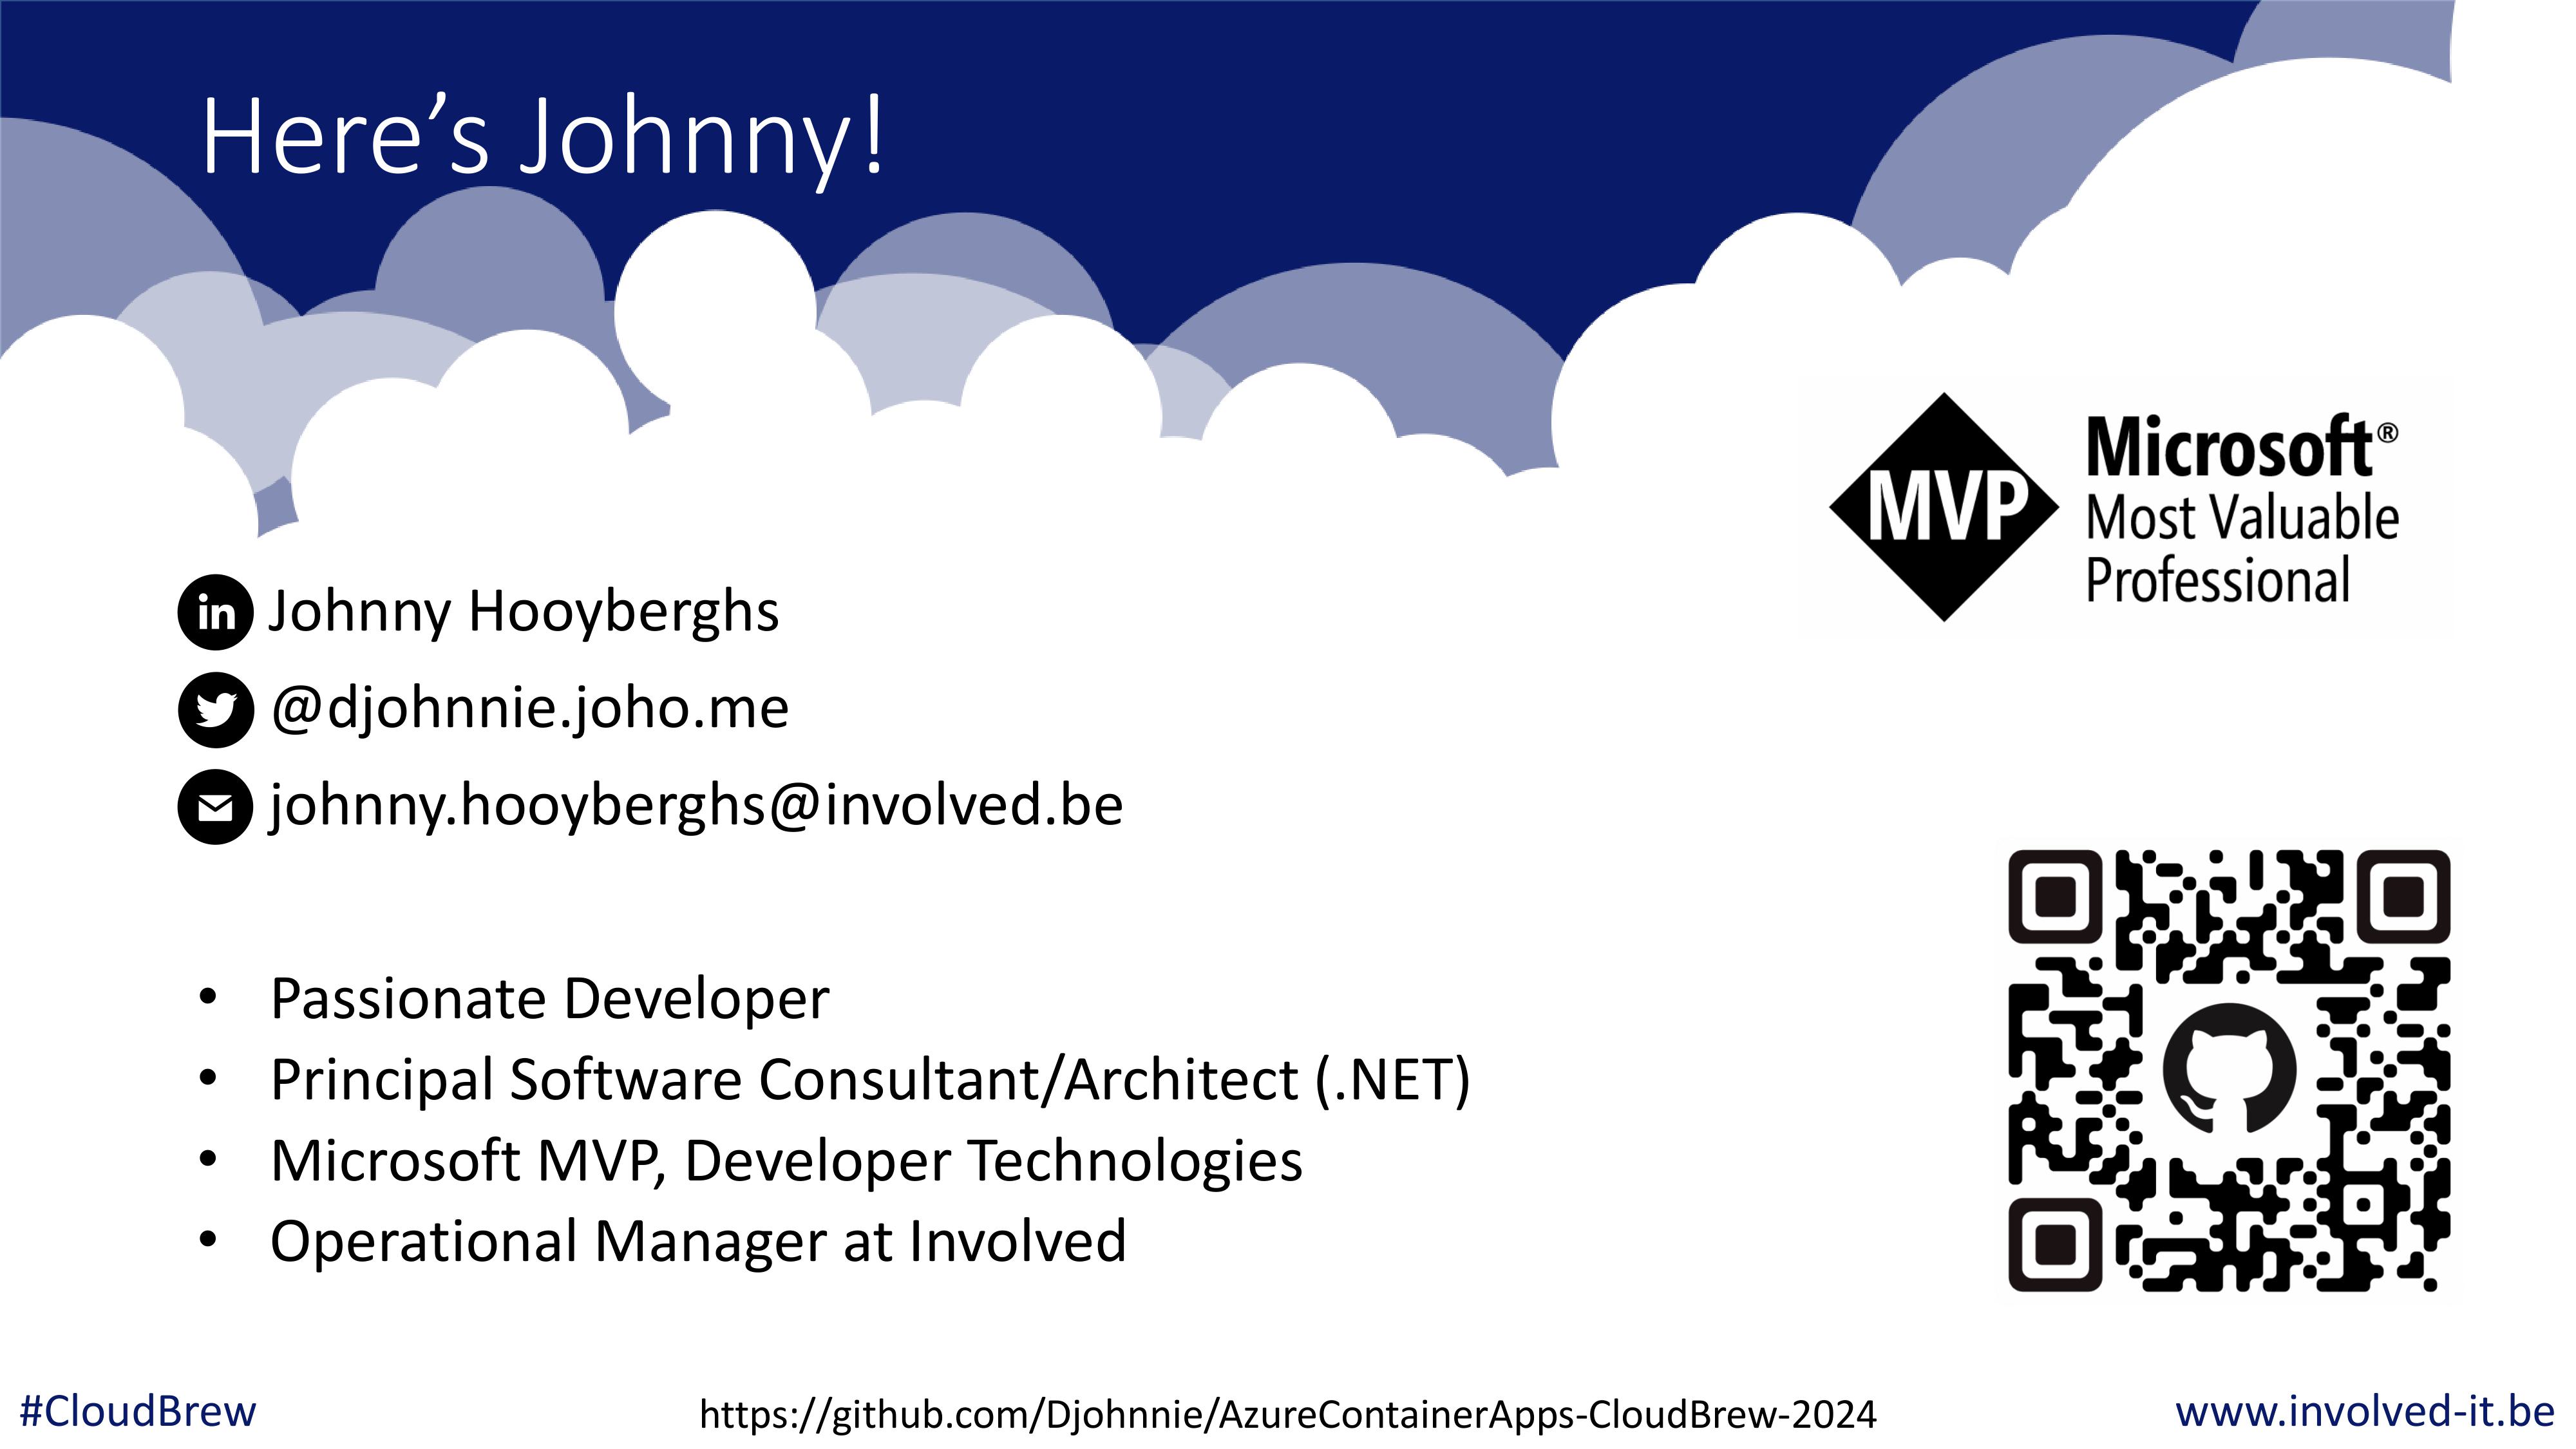 Here’s Johnny!
MVP
Microsoft®
Most Valuable
Professional
in Johnny Hooyberghs
@djohnnie.joho.me
johnny.hooyberghs@involved.be
• Passionate Developer
• Principal Software Consultant/Architect (.NET)
• Microsoft MVP, Developer Technologies
• Operational Manager at Involved
#CloudBrew
https://github.com/Djohnnie/AzureContainerApps-CloudBrew-2024
www.involved-it.be